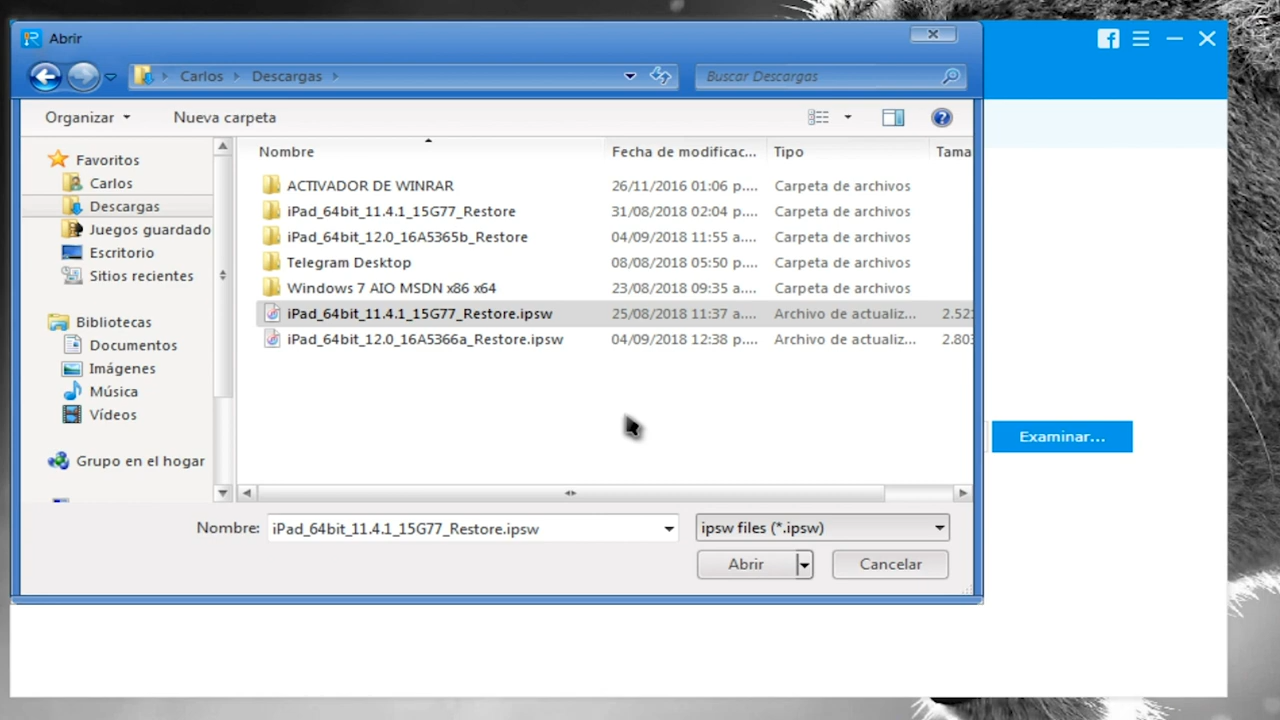 Abrir
Carlos Descargas
Buscar Descargas
Organizar Nueva carpeta
Nombre Fecha de modificac... Tipo Tama
Favoritos
Carlos
Descargas
Juegos guardado
Escritorio
Sitios recientes
Bibliotecas
Documentos
Imágenes
Música
Vídeos
Grupo en el hogar
ACTIVADOR DE WINRAR 26/11/2016 01:06 p.... Carpeta de archivos
iPad_64bit_11.4.1_15G77_Restore 31/08/2018 02:04 p.... Carpeta de archivos
iPad_64bit_12.0_16A5365b_Restore 04/09/2018 11:55 a.... Carpeta de archivos
Telegram Desktop 08/08/2018 05:50 p.... Carpeta de archivos
Windows 7 AIO MSDN x86 x64 23/08/2018 09:35 a.... Carpeta de archivos
iPad_64bit_11.4.1_15G77_Restore.ipsw 25/08/2018 11:37 a.... Archivo de actualiz... 2.52
iPad_64bit_12.0_16A5366a_Restore.ipsw 04/09/2018 12:38 p.... Archivo de actualiz... 2.80
Examinar...
Nombre: iPad_64bit_11.4.1_15G77_Restore.ipsw ipsw files (*.ipsw)
Abrir Cancelar